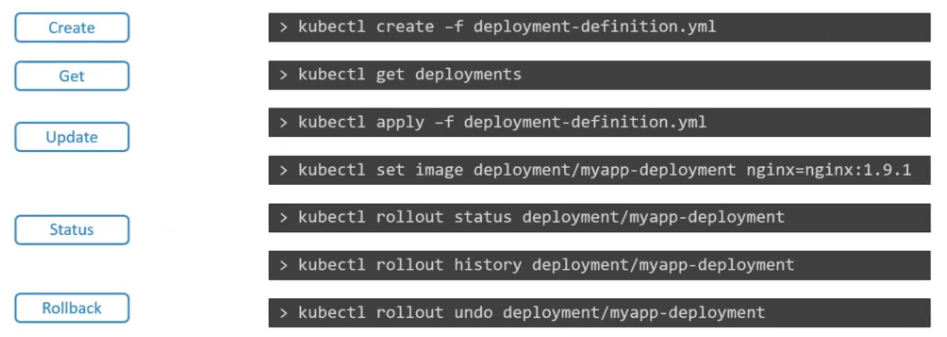 Create
> kubectl create –f deployment-definition.yml
Get
> kubectl get deployments
Update
> kubectl apply –f deployment-definition.yml
> kubectl set image deployment/myapp-deployment nginx=nginx:1.9.1
Status
> kubectl rollout status deployment/myapp-deployment
> kubectl rollout history deployment/myapp-deployment
Rollback
> kubectl rollout undo deployment/myapp-deployment